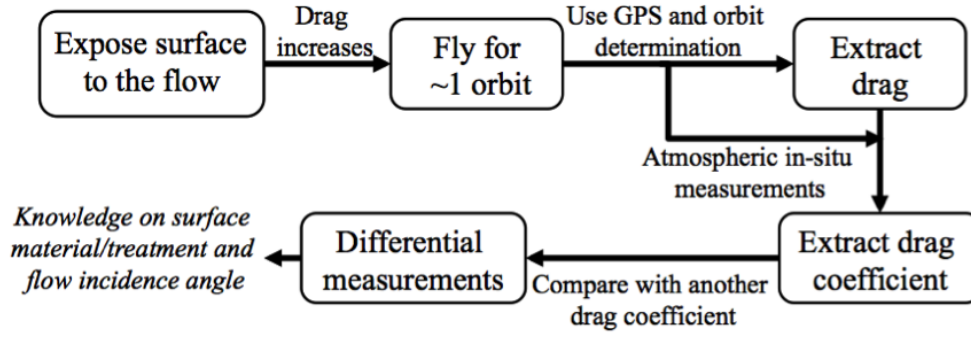 Expose surface
to the flow
Drag
increases
Fly for
~1 orbit
Use GPS and orbit
determination
Extract
drag
Atmospheric in-situ
measurements
Extract drag
coefficient
Compare with another
drag coefficient
Differential
measurements
Knowledge on surface
material/treatment and
flow incidence angle